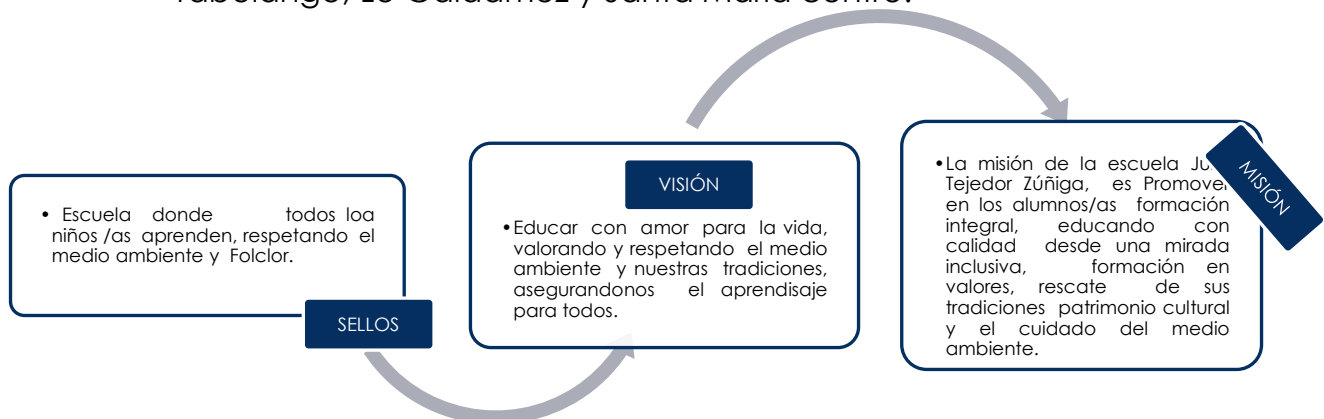 • Escuela donde todos loa
niños /as aprenden, respetando el
medio ambiente y Folclor.
SELLOS
VISIÓN
•Educar con amor para la vida,
valorando y respetando el medio
ambiente y nuestras tradiciones,
asegurandonos el aprendisaje
para todos.
MISIÓN
•La misión de la escuela
Tejedor Zúñiga, es Promover
en los alumnos/as formación
integral, educando con
calidad desde una mirada
inclusiva, formación en
valores, rescate de sus
tradiciones patrimonio cultural
y el cuidado del medio
ambiente.